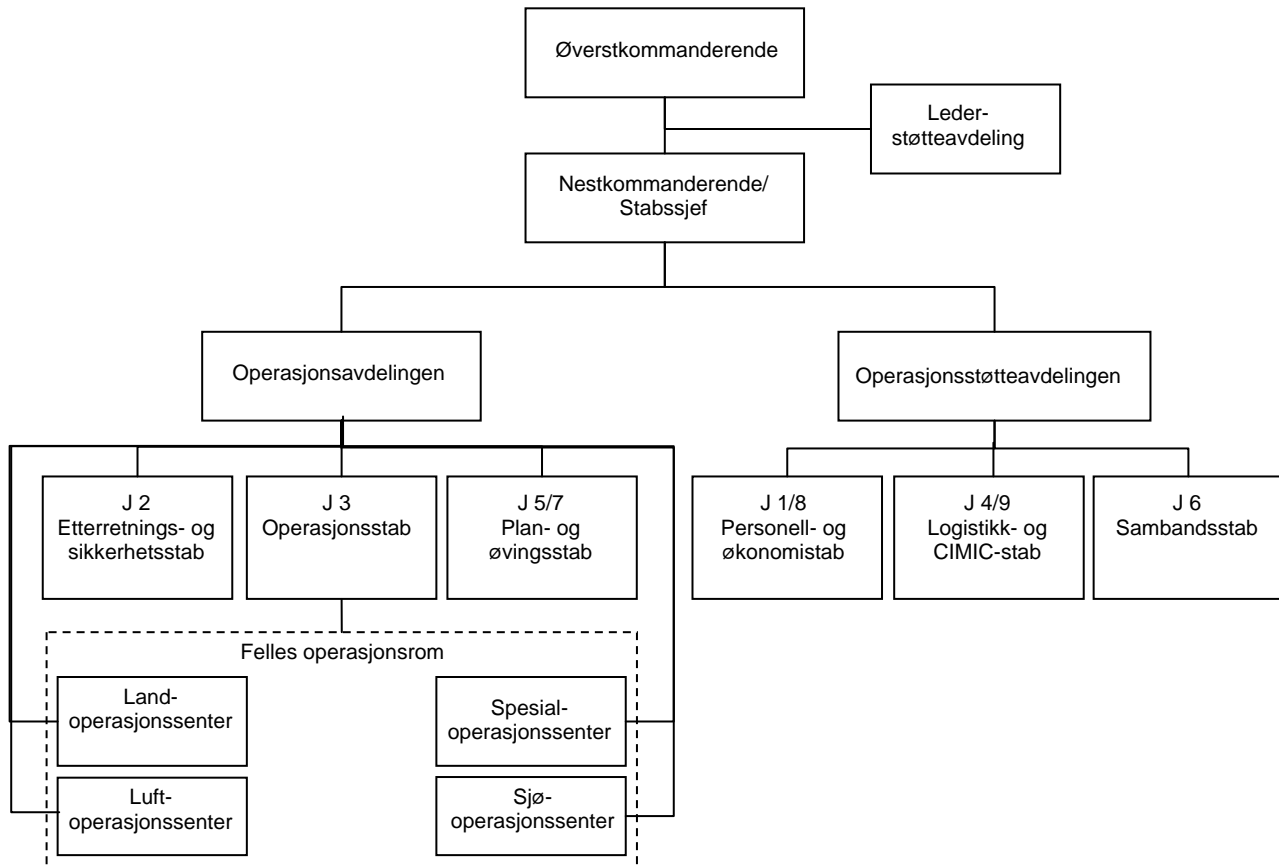 Øverstkommanderende
Leder-
støtteavdeling
Nestkommanderende/
Stabssjef
Operasjonsavdelingen
Operasjonsstøtteavdelingen
J 2
Etterretnings- og
sikkerhetsstab
J 3
Operasjonsstab
J 5/7
Plan- og
øvingsstab
J 1/8
Personell- og
økonomistab
J 4/9
Logistikk- og
CIMIC-stab
J 6
Sambandsstab
Felles operasjonsrom
Land-
operasjonssenter
Spesial-
operasjonssenter
Luft-
operasjonssenter
Sjø-
operasjonssenter